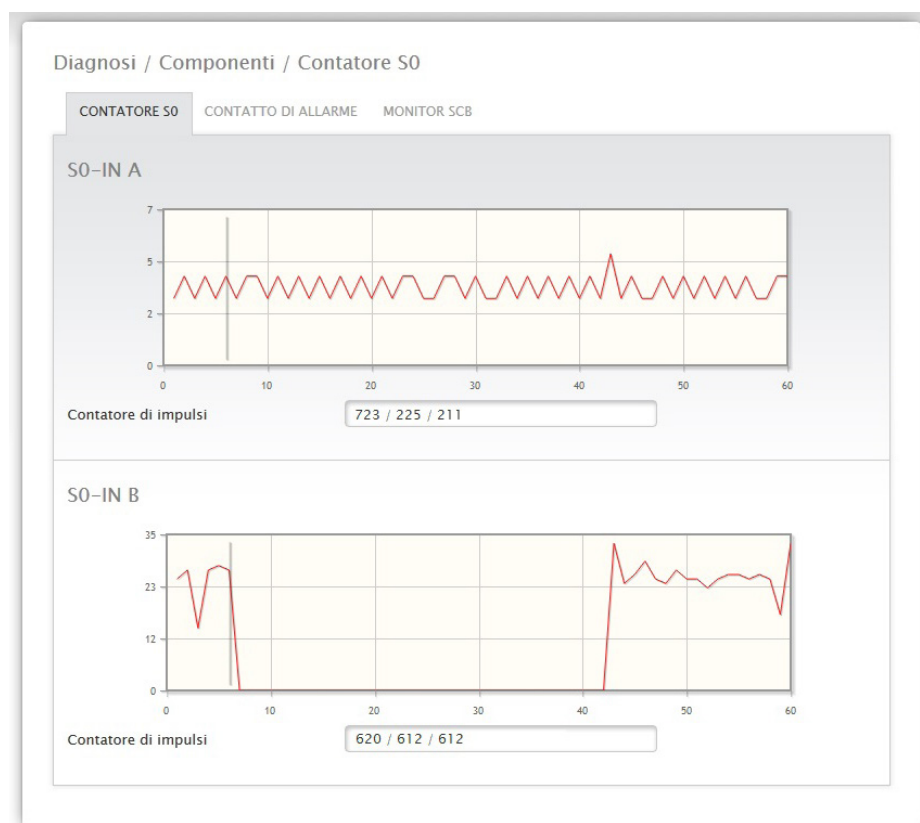 Diagnosi / Componenti / Contatore S0
CONTATORE S0 CONTATTO DI ALLARME MONITOR SCB
S0-IN A
7
5
2
0
0 10 20 30 40 50 60
Contatore di impulsi 723 / 225 / 211
S0-IN B
35
23
12
0
0 10 20 30 40 50 60
Contatore di impulsi 620 / 612 / 612